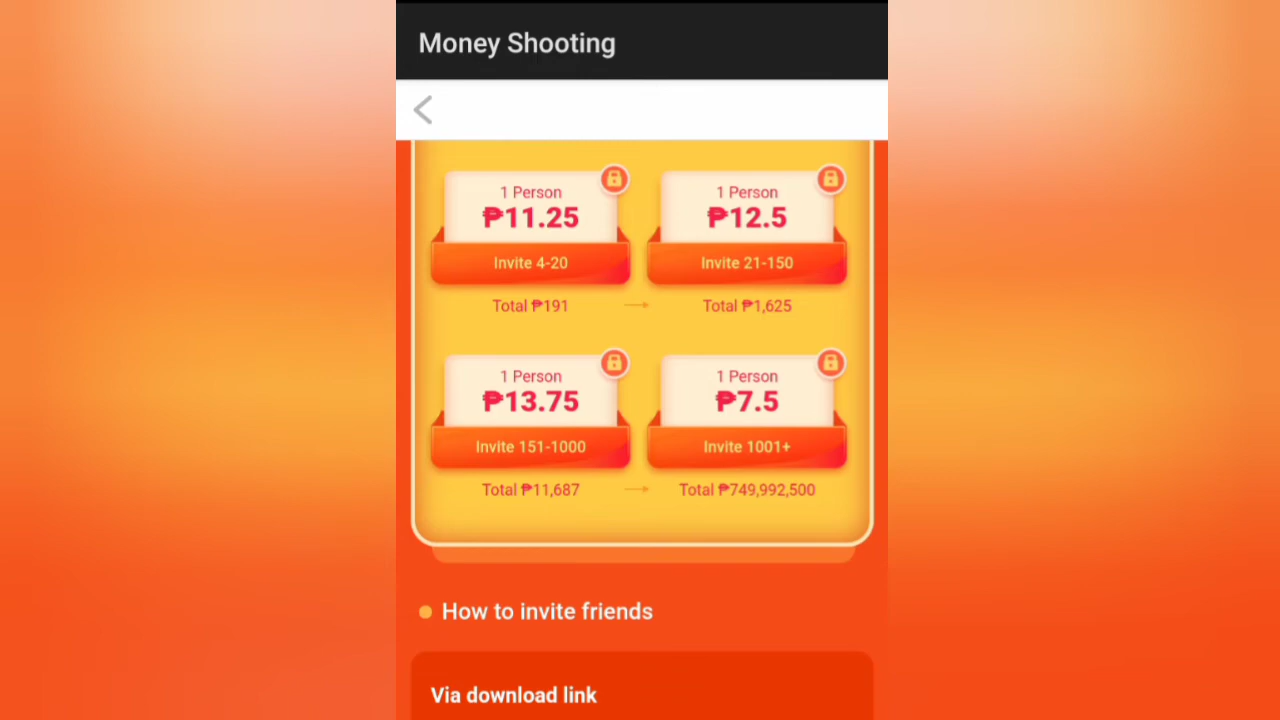 Money Shooting
1 Person
₱11.25
Invite 4-20
Total ₱191
1 Person
₱12.5
Invite 21-150
Total ₱1,625
1 Person
₱13.75
Invite 151-1000
Total ₱11,687
1 Person
₱7.5
Invite 1001+
Total ₱749,992,500
How to invite friends
Via download link